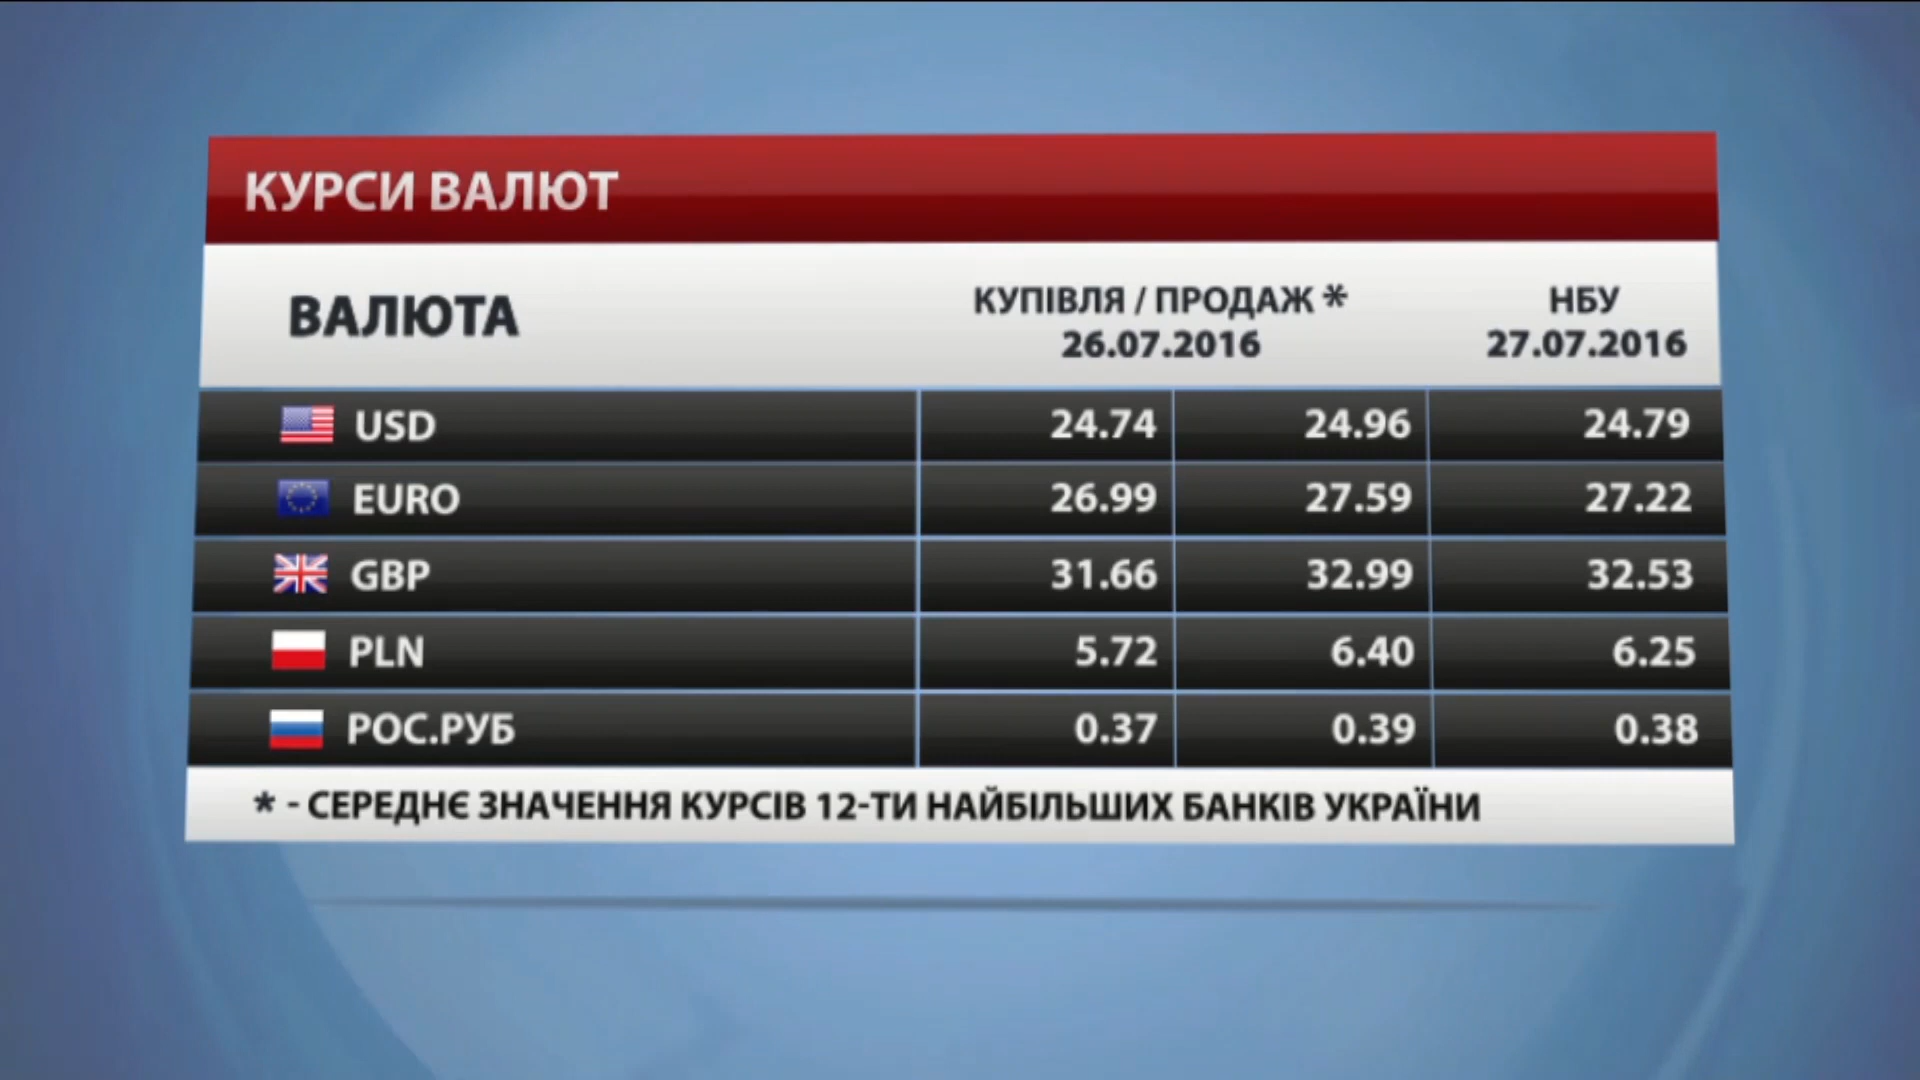 КУРСИ ВАЛЮТ
ВАЛЮТА
КУПІВЛЯ / ПРОДАЖ *
26.07.2016
НБУ
27.07.2016
USD 24.74 24.96 24.79
EURO 26.99 27.59 27.22
GBP 31.66 32.99 32.53
PLN 5.72 6.40 6.25
РОС.РУБ 0.37 0.39 0.38
* - СЕРЕДНЄ ЗНАЧЕННЯ КУРСІВ 12-ТИ НАЙБІЛЬШИХ БАНКІВ УКРАЇНИ